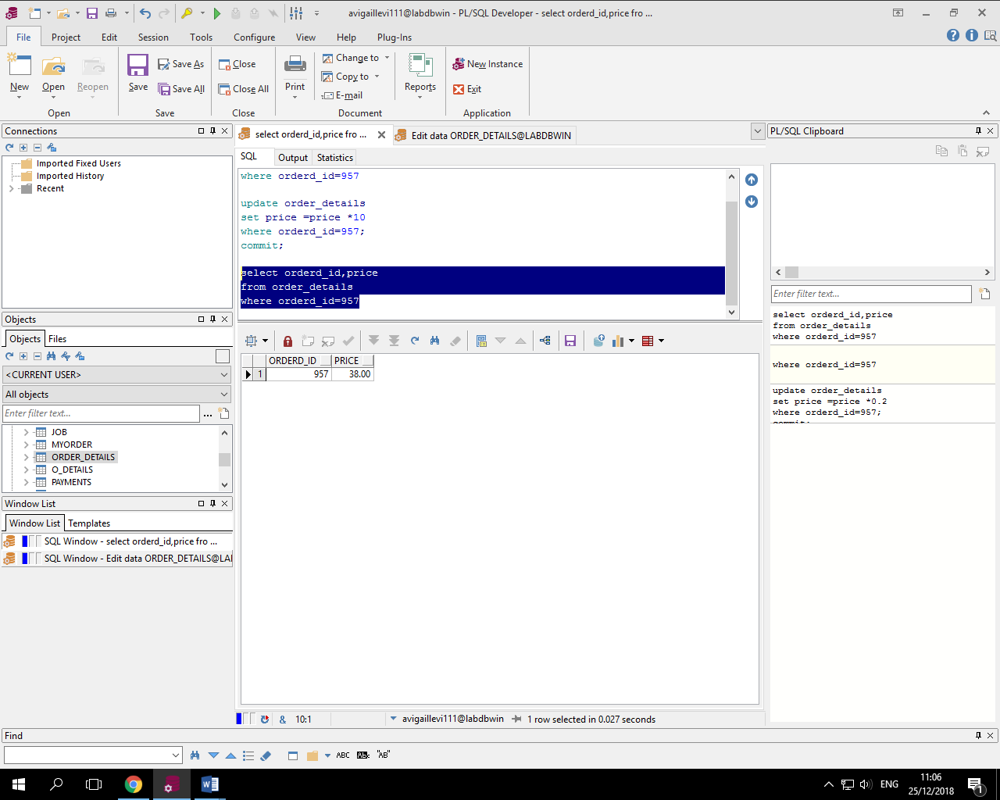 avigaillevi111@labdbwin - PL/SQL Developer - select orderd_id,price fro ...
File Project Edit Session Tools Configure View Help Plug-Ins
New
Open
Reopen
Open
Save
Save As
Save All
Save
Close
Close All
Close
Print
Change to
Copy to
E-mail
Reports
Document
New Instance
Exit
Application
Connections
Imported Fixed Users
Imported History
Recent
Objects
Objects Files
<CURRENT USER>
All objects
Enter filter text...
JOB
MYORDER
ORDER_DETAILS
O_DETAILS
PAYMENTS
Window List
Window List Templates
SQL Window - select orderd_id,price fro ...
SQL Window - Edit data ORDER_DETAILS@LA
select orderd_id,price fro ...
Edit data ORDER_DETAILS@LABDBWIN
SQL Output Statistics
where orderd_id=957
update order_details
set price =price *10
where orderd_id=957;
commit;
select orderd_id,price
from order_details
where orderd_id=957
ORDERD_ID PRICE
1 957 38.00
& 10:1 avigaillevi111@labdbwin 1 row selected in 0.027 seconds
PL/SQL Clipboard
Enter filter text...
select orderd_id,price
from order_details
where orderd_id=957
where orderd_id=957
update order_details
set price =price *0.2
where orderd_id=957;
commit;
Find
ABC AB: "AB"
ENG
11:06
25/12/2018
1